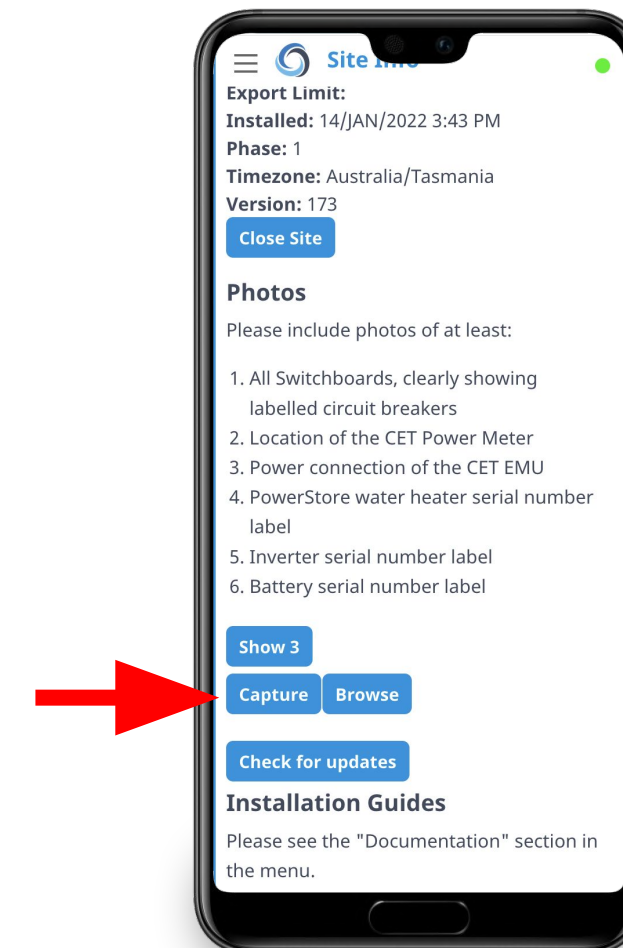 Site Info
Export Limit:
Installed: 14/JAN/2022 3:43 PM
Phase: 1
Timezone: Australia/Tasmania
Version: 173
Close Site
Photos
Please include photos of at least:
1. All Switchboards, clearly showing
labelled circuit breakers
2. Location of the CET Power Meter
3. Power connection of the CET EMU
4. PowerStore water heater serial number
label
5. Inverter serial number label
6. Battery serial number label
Show 3
Capture Browse
Check for updates
Installation Guides
Please see the "Documentation" section in
the menu.